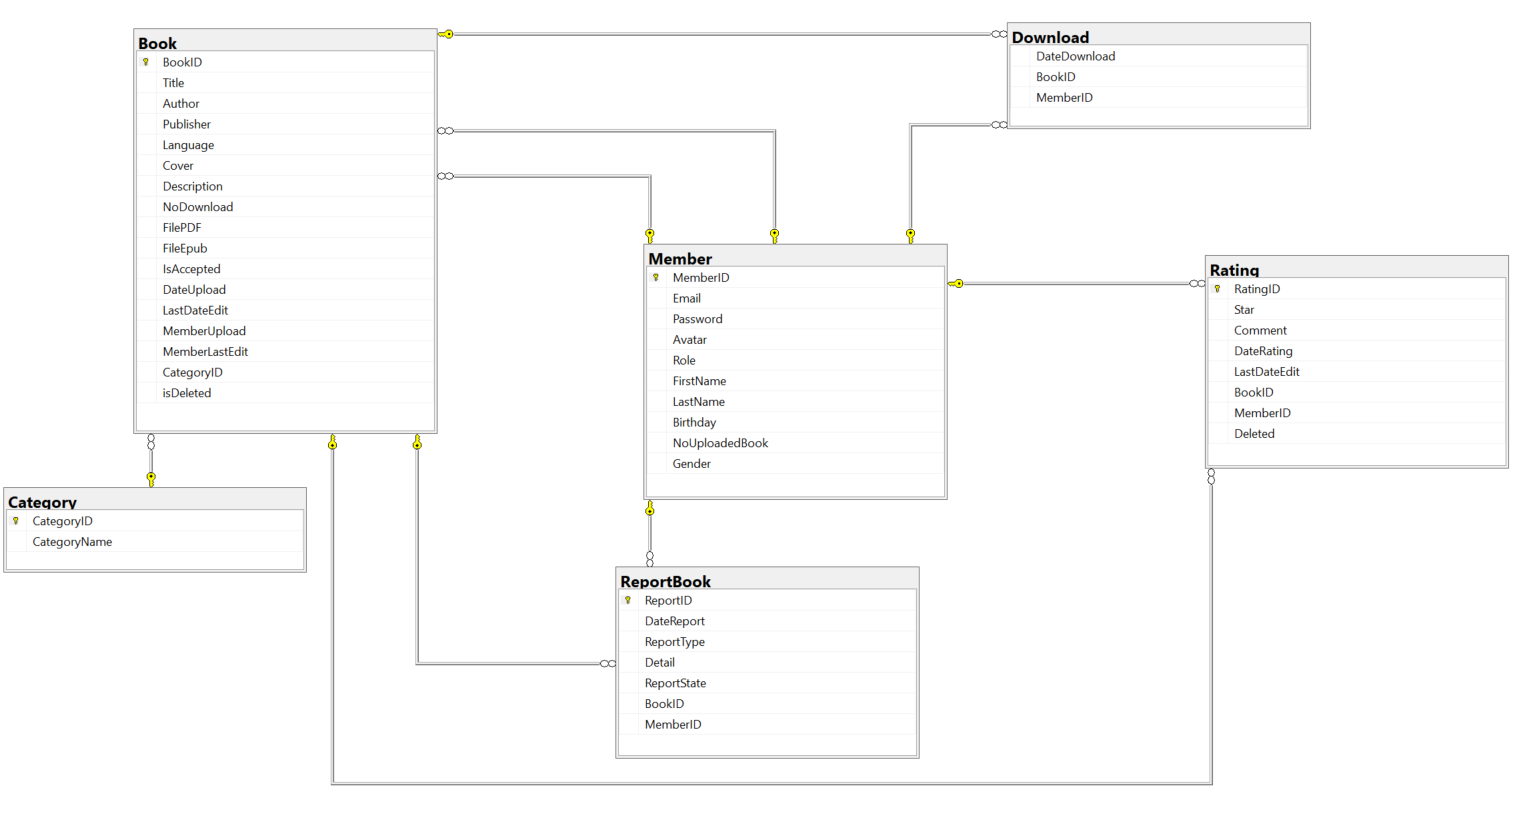 Book
BookID
Title
Author
Publisher
Language
Cover
Description
NoDownload
FilePDF
FileEpub
IsAccepted
DateUpload
LastDateEdit
MemberUpload
MemberLastEdit
CategoryID
isDeleted
Download
DateDownload
BookID
MemberID
Member
MemberID
Email
Password
Avatar
Role
FirstName
LastName
Birthday
NoUploadedBook
Gender
Rating
RatingID
Star
Comment
DateRating
LastDateEdit
BookID
MemberID
Deleted
Category
CategoryID
CategoryName
ReportBook
ReportID
DateReport
ReportType
Detail
ReportState
BookID
MemberID